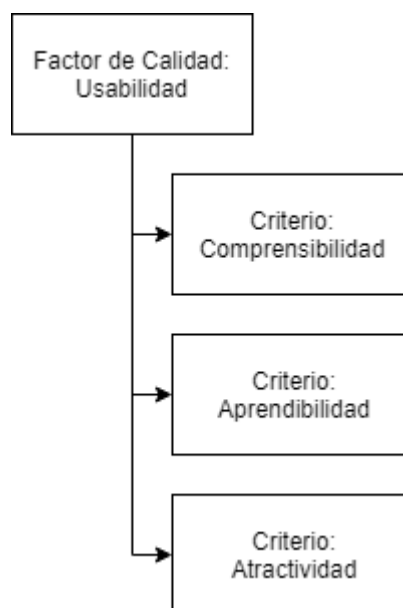 Factor de Calidad:
Usabilidad
Criterio:
Comprensibilidad
Criterio:
Aprendibilidad
Criterio:
Atractividad